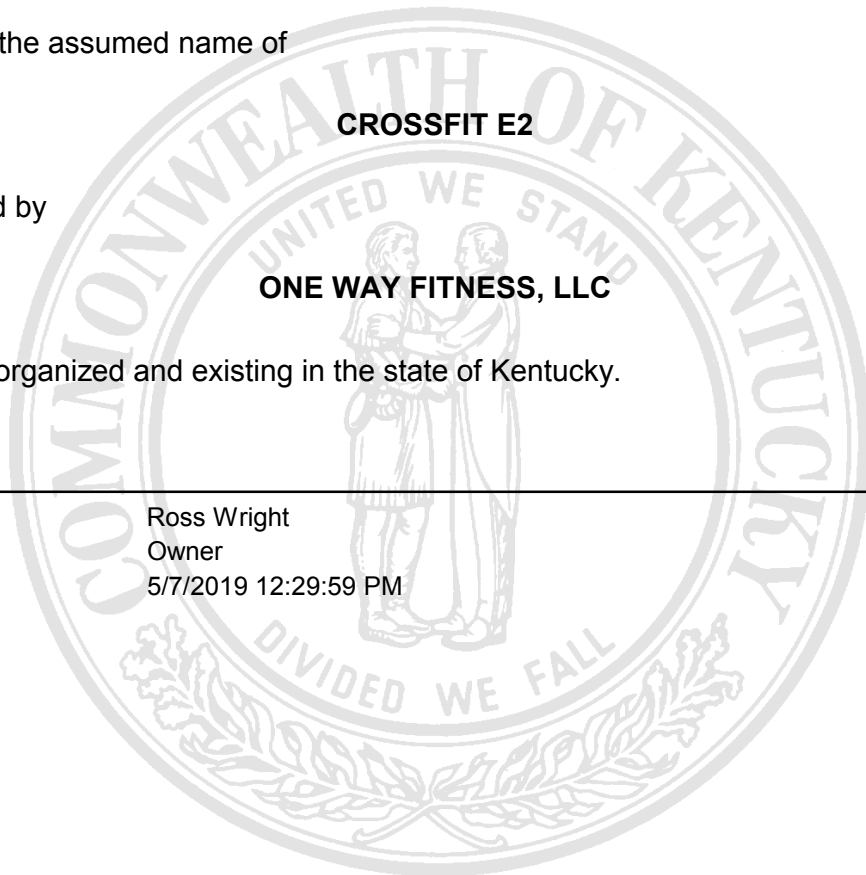 the assumed name of
CROSSFIT E2
d by
ONE WAY FITNESS, LLC
organized and existing in the state of Kentucky.
Ross Wright
Owner
5/7/2019 12:29:59 PM
COMMONWEALTH OF KENTUCKY
UNITED WE STAND
DIVIDED WE FALL